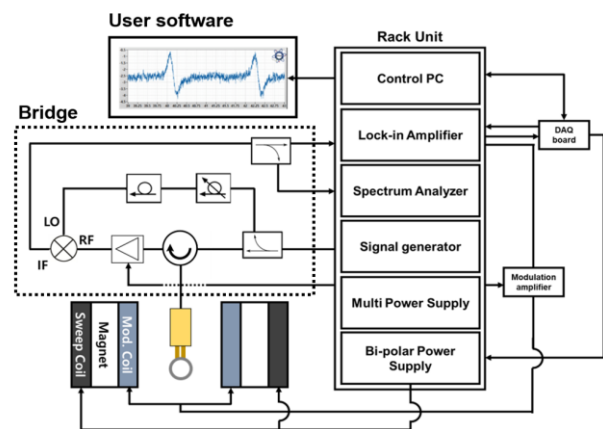 User software
Rack Unit
Control PC
Bridge
Lock-in Amplifier
DAQ
board
Spectrum Analyzer
LO
RF
IF
Signal generator
Multi Power Supply
Modulation
amplifier
Sweep Coil
Magnet
Mod. Coil
Bi-polar Power
Supply